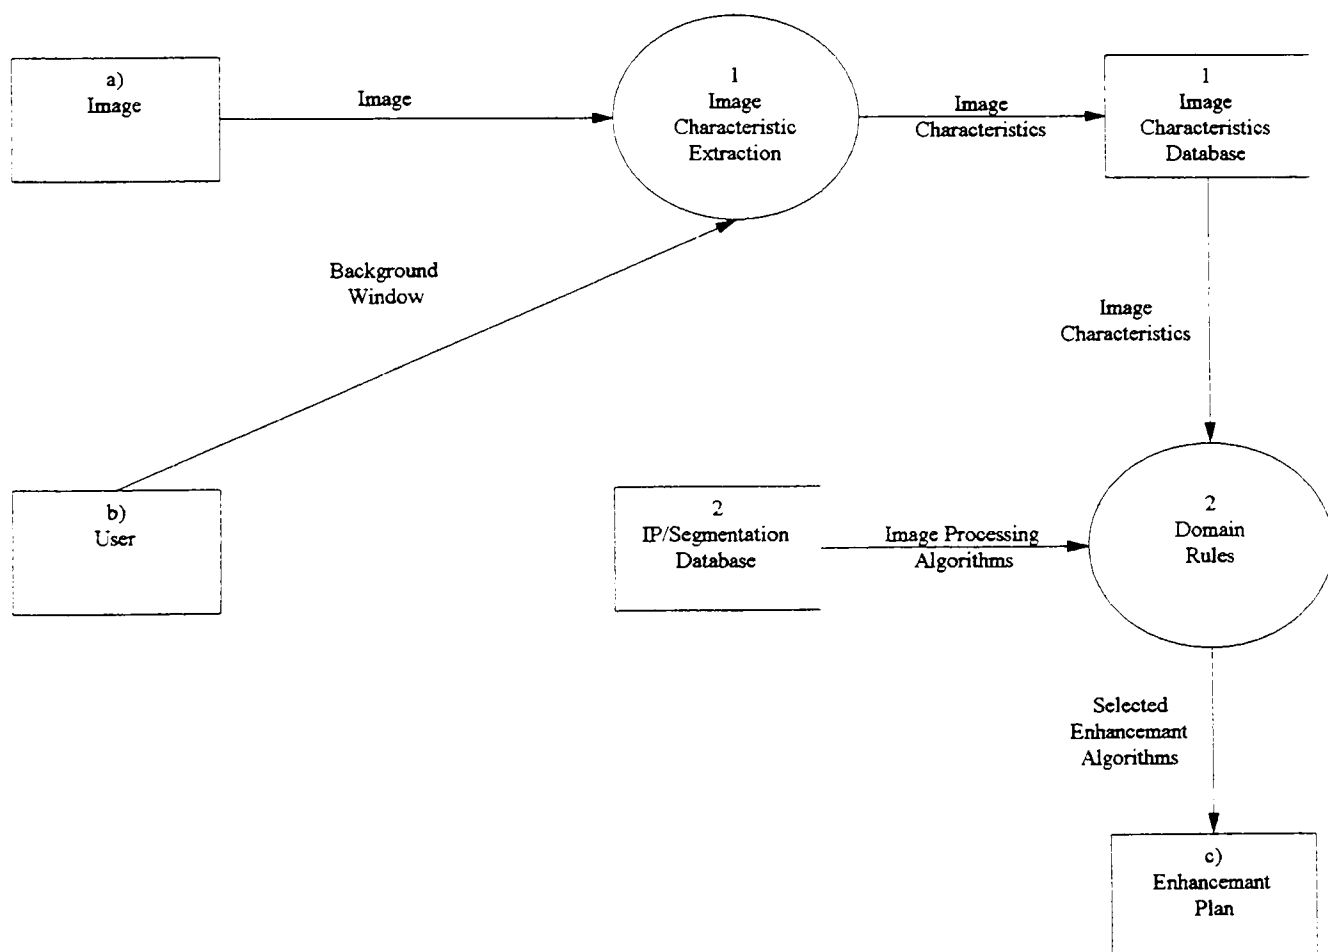 a)
Image
Image
1
Image
Characteristic
Extraction
Image
Characteristics
1
Image
Characteristics
Database
Background
Window
Image
Characteristics
b)
User
2
IP/Segmentation
Database
Image Processing
Algorithms
2
Domain
Rules
Selected
Enhancemant
Algorithms
c)
Enhancemant
Plan